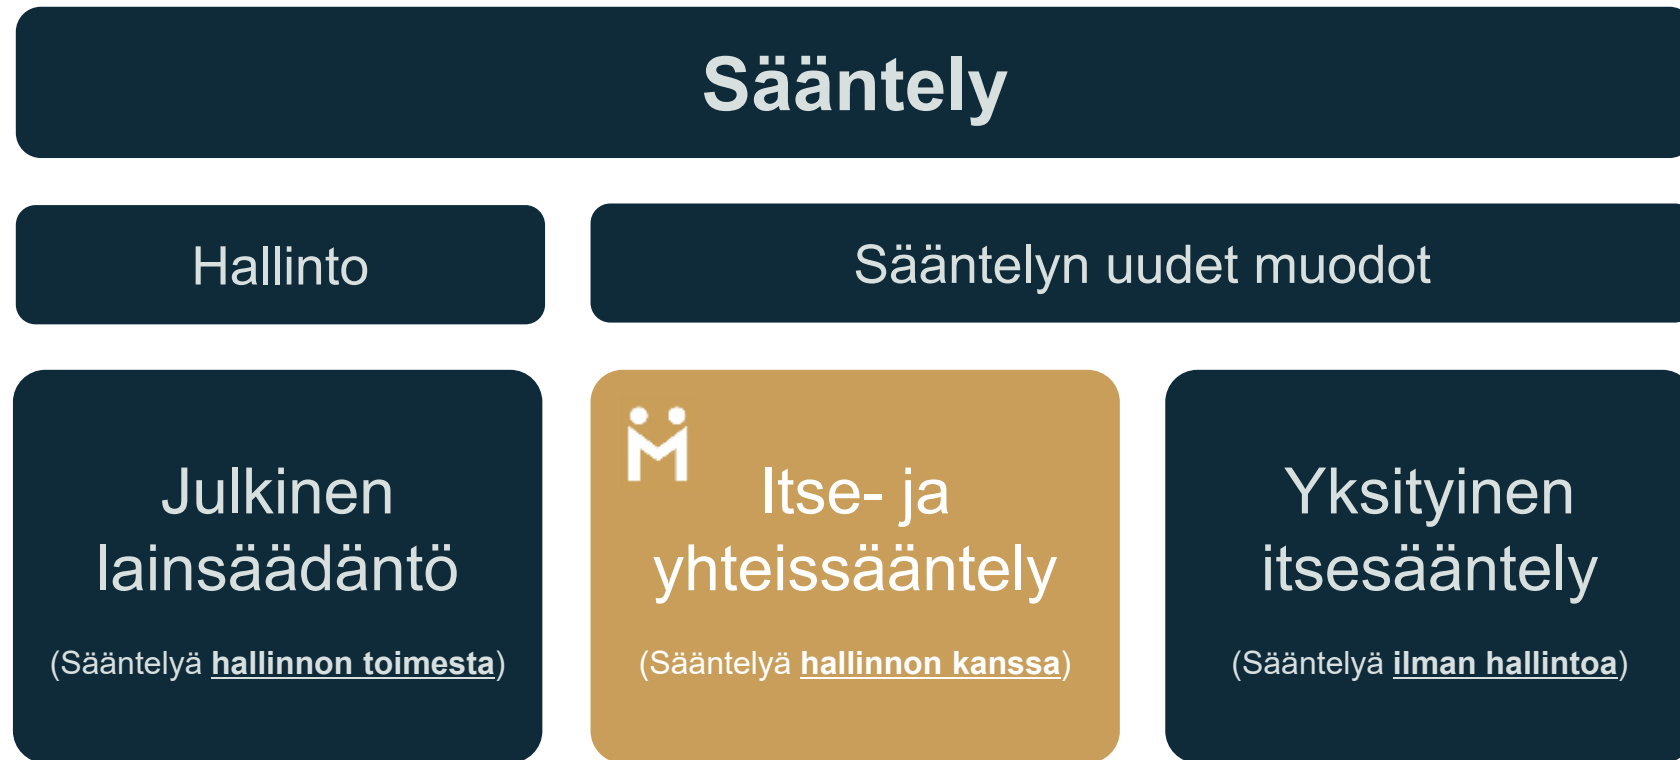 Sääntely
Hallinto
Sääntelyn uudet muodot
Julkinen
lainsäädäntö
(Sääntelyä hallinnon toimesta)
Itse- ja
yhteissääntely
(Sääntelyä hallinnon kanssa)
Yksityinen
itsesääntely
(Sääntelyä ilman hallintoa)